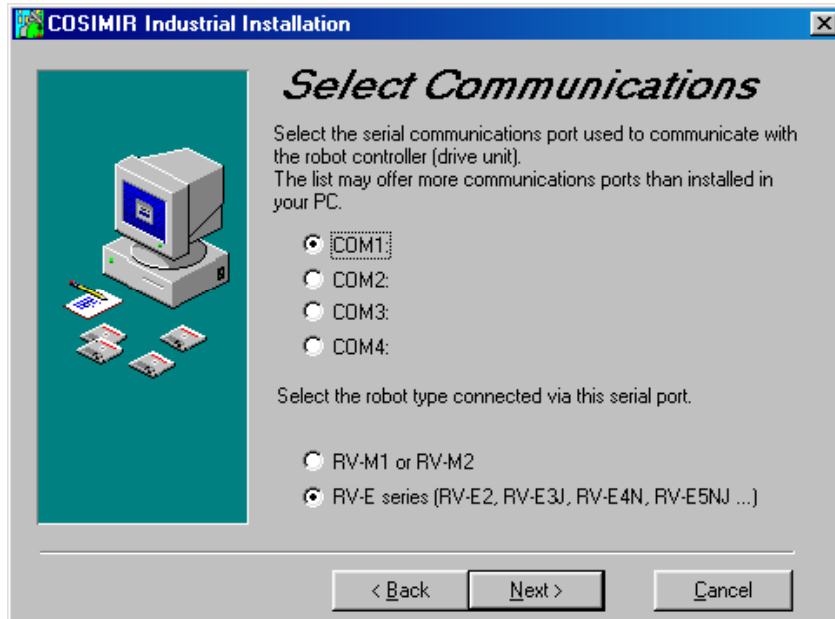 COSIMIR Industrial Installation
Select Communications
Select the serial communications port used to communicate with
the robot controller (drive unit).
The list may offer more communications ports than installed in
your PC.
COM1:
COM2:
COM3:
COM4:
Select the robot type connected via this serial port.
RV-M1 or RV-M2
RV-E series (RV-E2, RV-E3J, RV-E4N, RV-E5NJ ...)
< Back
Next >
Cancel